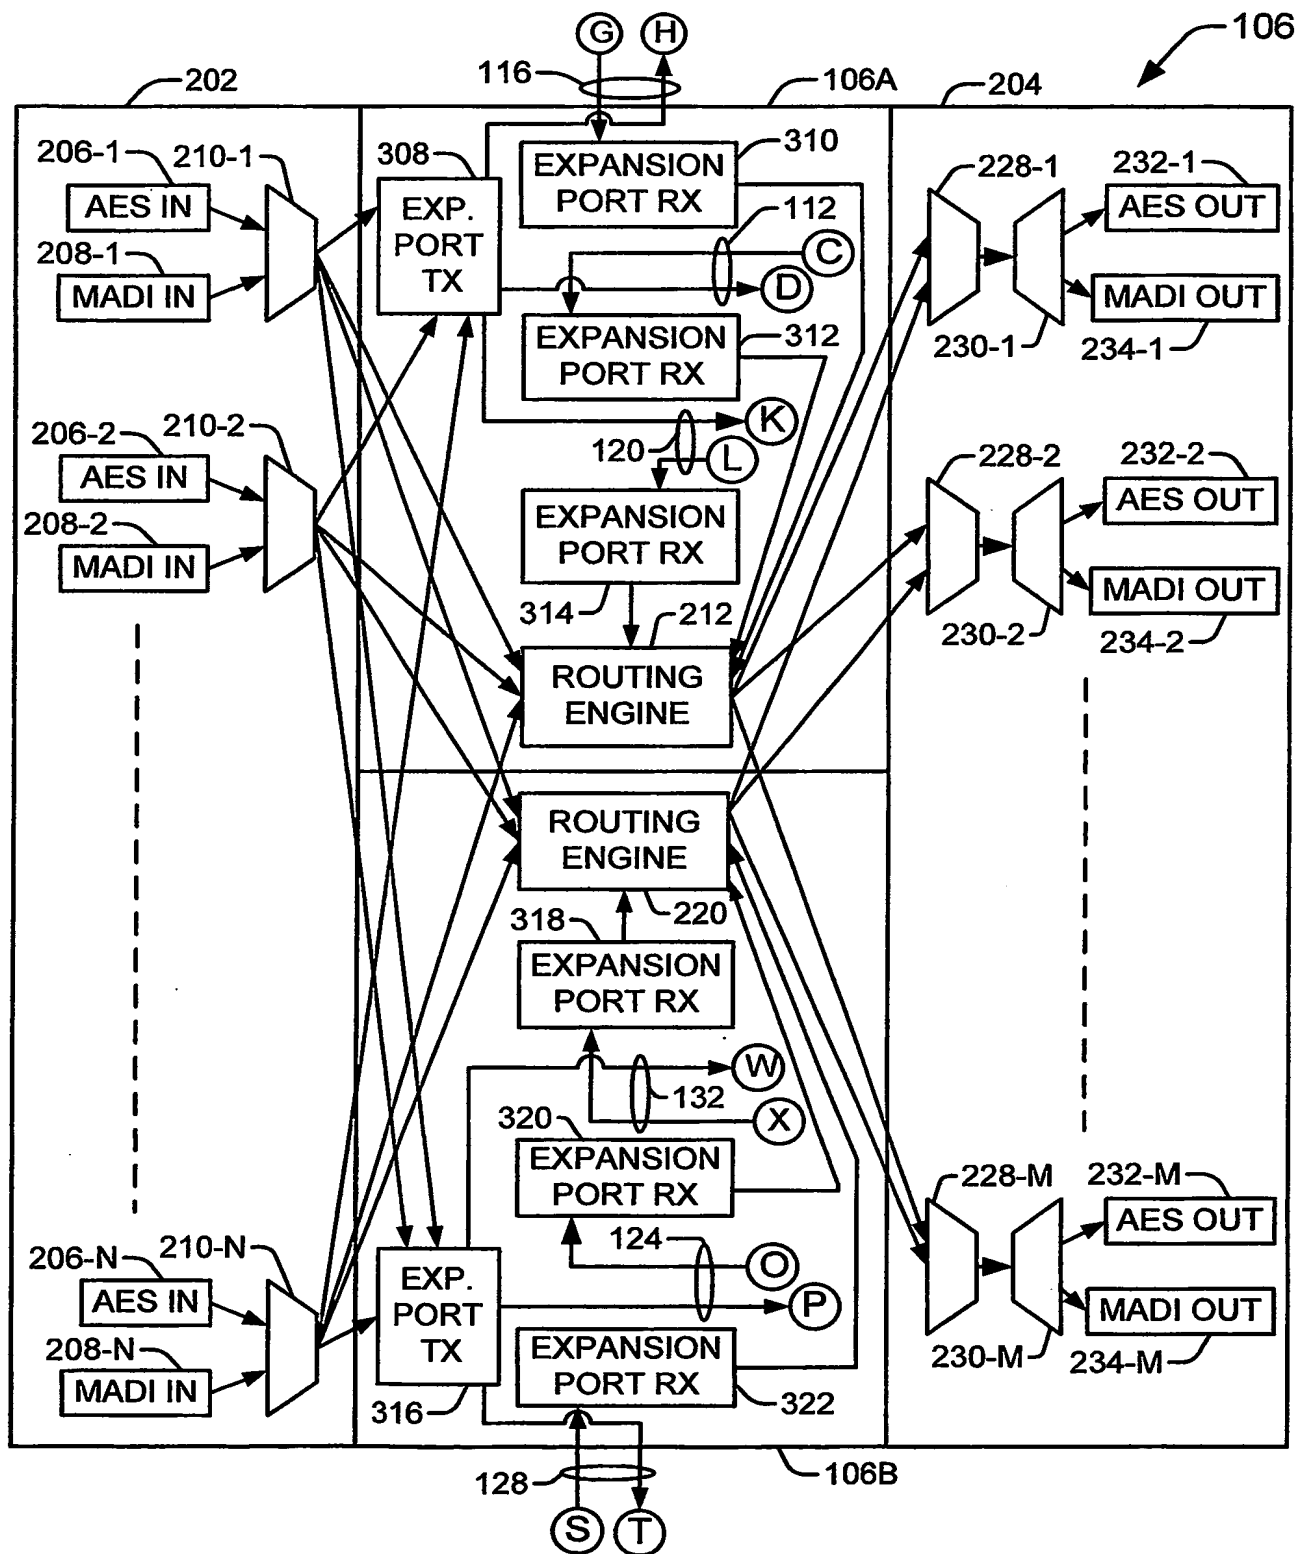 106
G H
116
202
106A
204
206-1
210-1
AES IN
208-1
MADI IN
308
EXP.
PORT
TX
EXPANSION
PORT RX
310
112
C
D
EXPANSION
PORT RX
312
K
120
L
228-1
232-1
AES OUT
MADI OUT
230-1
234-1
206-2
210-2
AES IN
208-2
MADI IN
EXPANSION
PORT RX
314
212
ROUTING
ENGINE
228-2
232-2
AES OUT
MADI OUT
230-2
234-2
ROUTING
ENGINE
220
318
EXPANSION
PORT RX
W
132
X
320
EXPANSION
PORT RX
124
O
P
206-N
210-N
AES IN
208-N
MADI IN
EXP.
PORT
TX
316
EXPANSION
PORT RX
322
228-M
232-M
AES OUT
MADI OUT
230-M
234-M
128
106B
S T